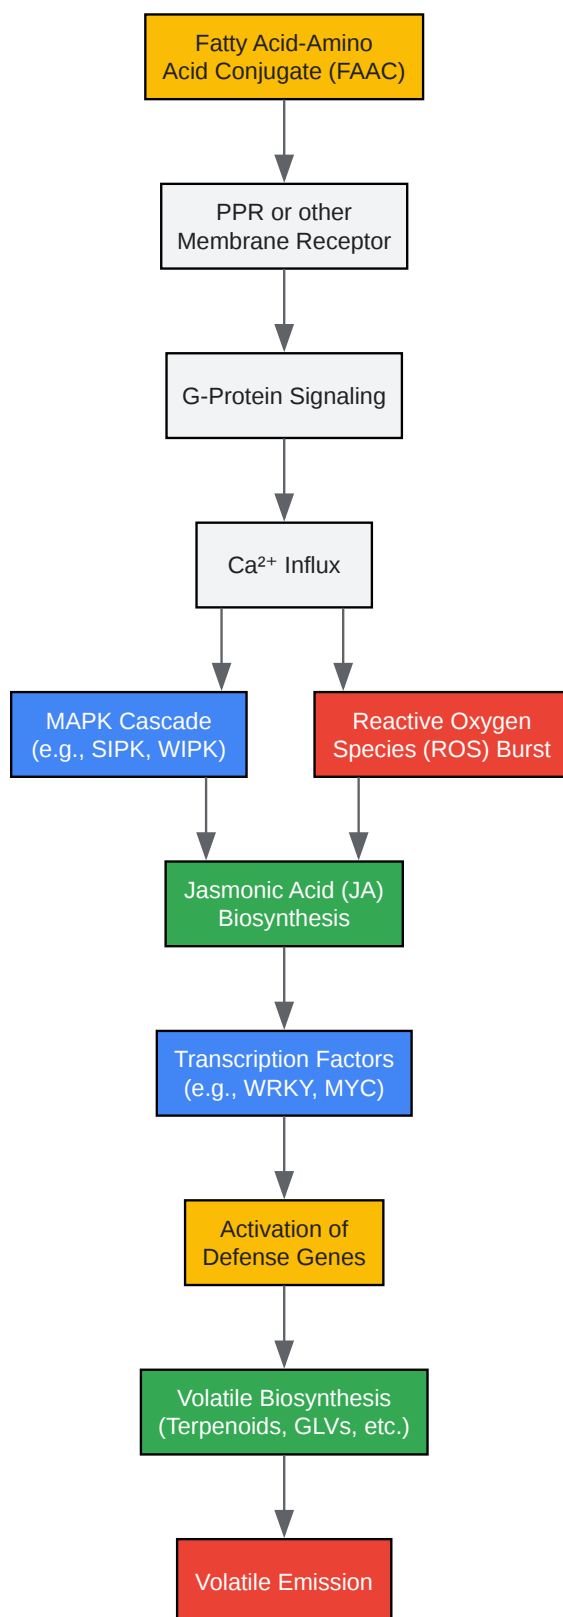 Fatty Acid-Amino
Acid Conjugate (FAAC)
PPR or other
Membrane Receptor
G-Protein Signaling
Ca²⁺ Influx
MAPK Cascade
(e.g., SIPK, WIPK)
Reactive Oxygen
Species (ROS) Burst
Jasmonic Acid (JA)
Biosynthesis
Transcription Factors
(e.g., WRKY, MYC)
Activation of
Defense Genes
Volatile Biosynthesis
(Terpenoids, GLVs, etc.)
Volatile Emission